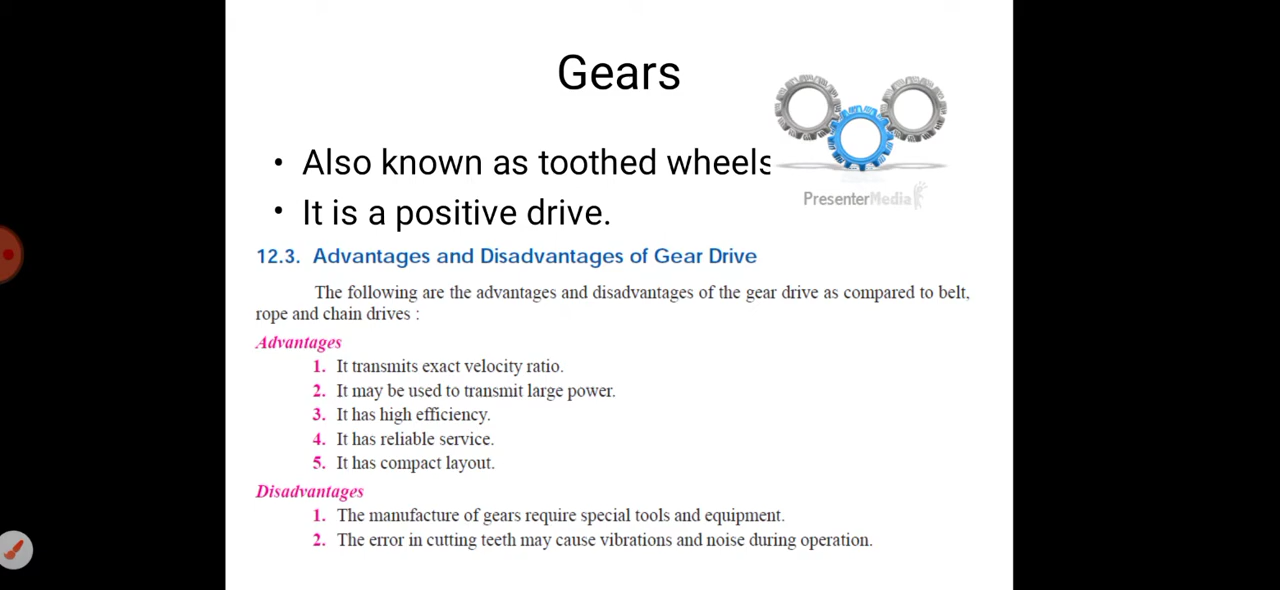 Gears
• Also known as toothed wheels
PresenterMedia
• It is a positive drive.
12.3. Advantages and Disadvantages of Gear Drive
The following are the advantages and disadvantages of the gear drive as compared to belt,
rope and chain drives :
Advantages
1. It transmits exact velocity ratio.
2. It may be used to transmit large power.
3. It has high efficiency.
4. It has reliable service.
5. It has compact layout.
Disadvantages
1. The manufacture of gears require special tools and equipment.
2. The error in cutting teeth may cause vibrations and noise during operation.